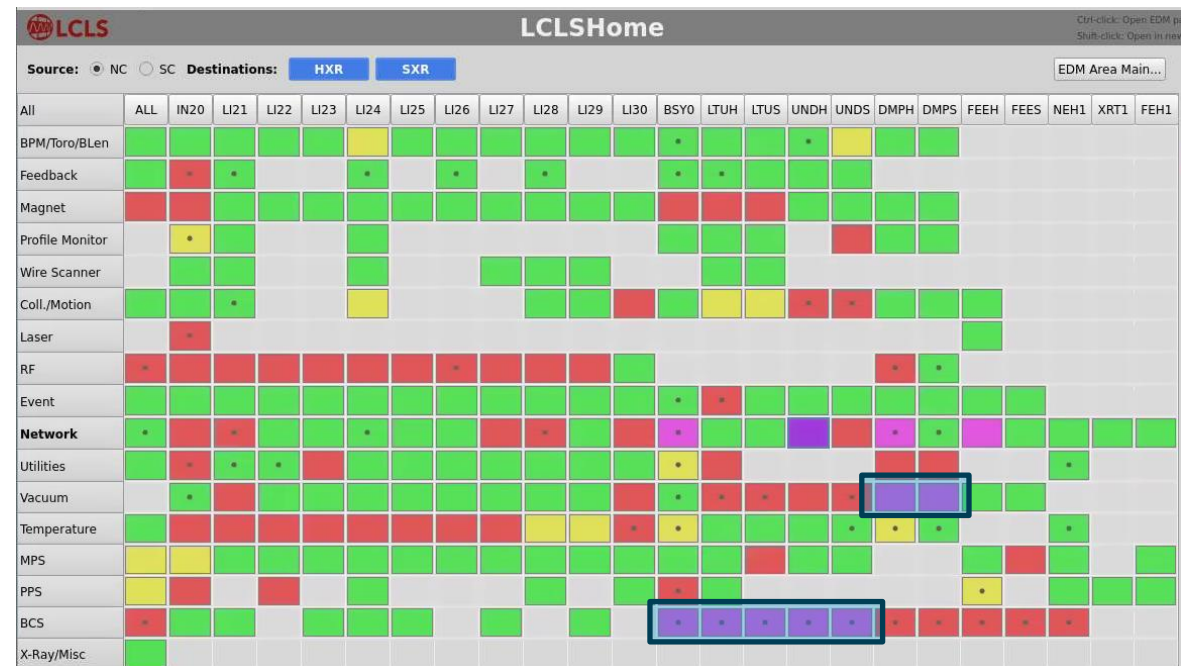 LCLS
LCLSHome
Ctrl-click: Open EDM
Shift-click: Open in
Source: NC SC Destinations: HXR SXR EDM Area Main...
All ALL IN20 LI21 LI22 LI23 LI24 LI25 LI26 LI27 LI28 LI29 LI30 BSY0 LTUH LTUS UNDH UNDS DMPH DMPS FEEH FEES NEH1 XRT1 FEH1
BPM/Toro/BLen
Feedback
Magnet
Profile Monitor
Wire Scanner
Coll./Motion
Laser
RF
Event
Network
Utilities
Vacuum
Temperature
MPS
PPS
BCS
X-Ray/Misc